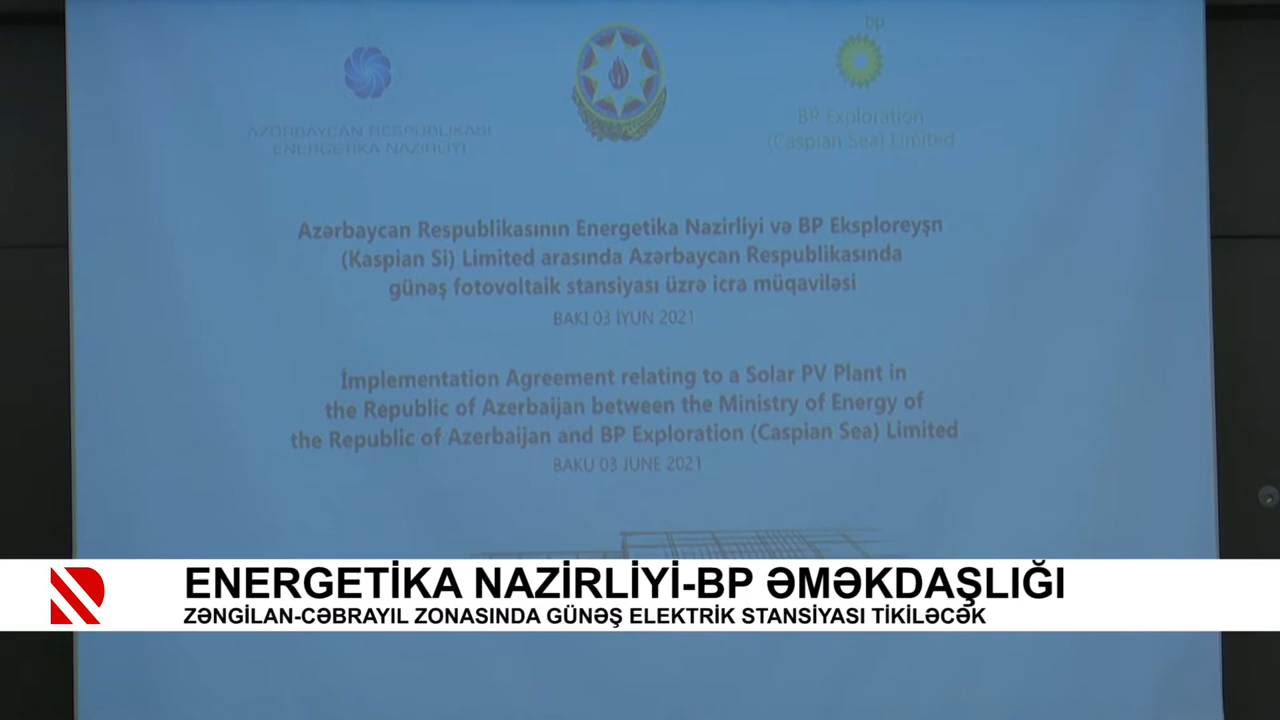 bp
AZƏRBAYCAN RESPUBLİKASI
ENERGETİKA NAZİRLİYİ
BP Exploration
(Caspian Sea) Limited
Azərbaycan Respublikasının Energetika Nazirliyi və BP Eksploreyşn
(Kaspian Si) Limited arasında Azərbaycan Respublikasında
günəş fotovoltaik stansiyası üzrə icra müqaviləsi
BAKI 03 İYUN 2021
İmplementation Agreement relating to a Solar PV Plant in
the Republic of Azerbaijan between the Ministry of Energy of
the Republic of Azerbaijan and BP Exploration (Caspian Sea) Limited
BAKU 03 JUNE 2021
ENERGETİKA NAZİRLİYİ-BP ƏMƏKDAŞLIĞI
ZƏNGİLAN-CƏBRAYIL ZONASINDA GÜNƏŞ ELEKTRİK STANSİYASI TİKİLƏCƏK